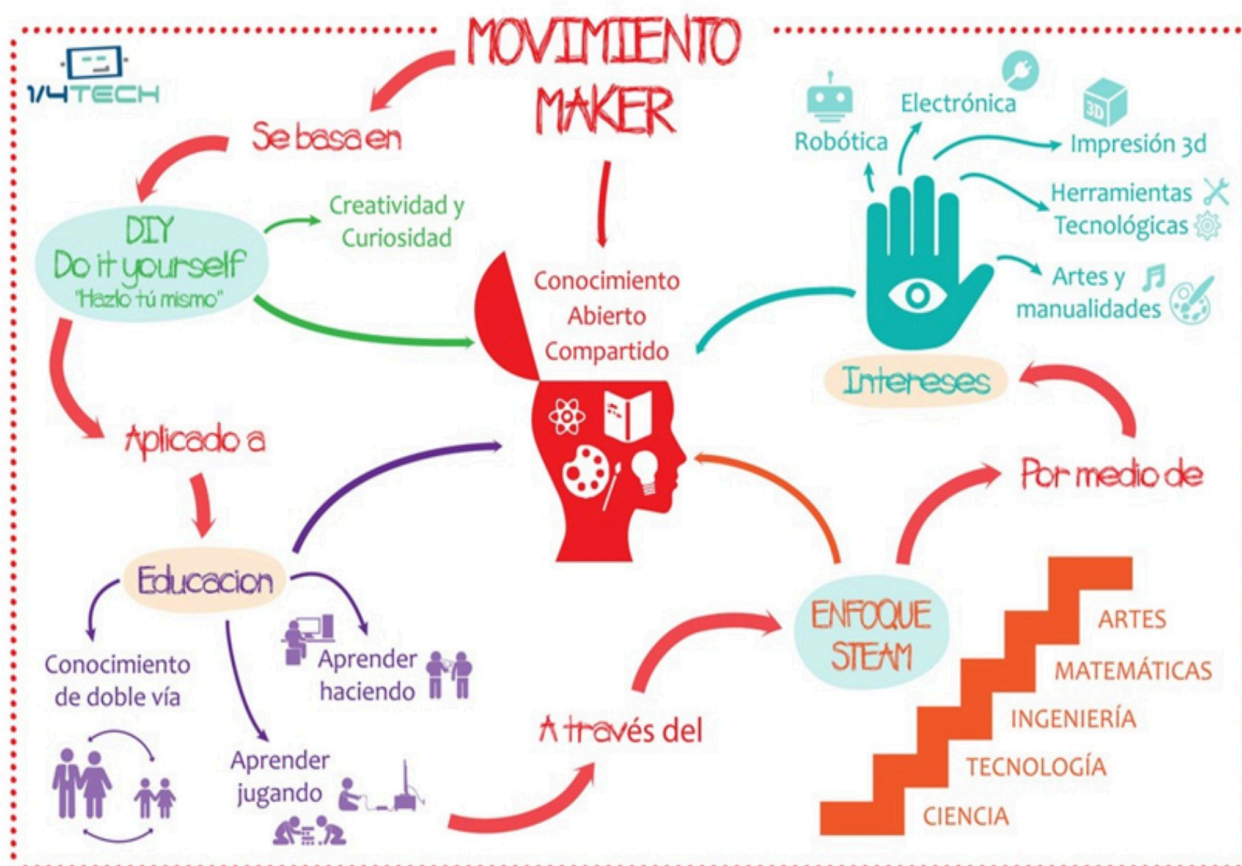 MOVIMIENTO
MAKER
1/4TECH
Se basa en
DIY
Do it yourself
"Hazlo tú mismo"
Creatividad y
Curiosidad
Conocimiento
Abierto
Compartido
Robótica
Electrónica
3D
Impresión 3d
Herramientas
Tecnológicas
Artes y
manualidades
Intereses
Aplicado a
Por medio de
Educacion
Conocimiento
de doble vía
Aprender
haciendo
Aprender
jugando
A través del
ENFOQUE
STEAM
ARTES
MATEMÁTICAS
INGENIERÍA
TECNOLOGÍA
CIENCIA